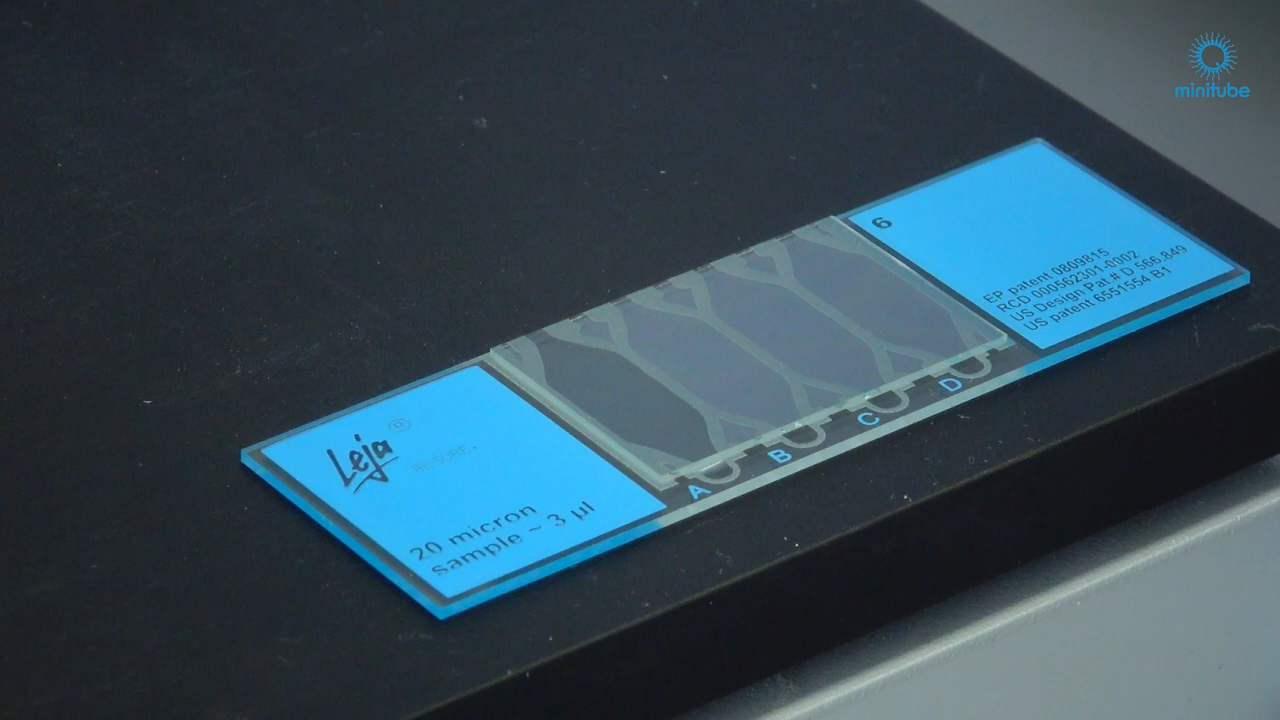 minitube
6
EP patent 0809815
RCD 000562301-0002
US Design Pat.# D 566.849
US patent 6551554 B1
Leja ®
BE SURE.
20 micron
sample ~ 3 µl
A
B
C
D